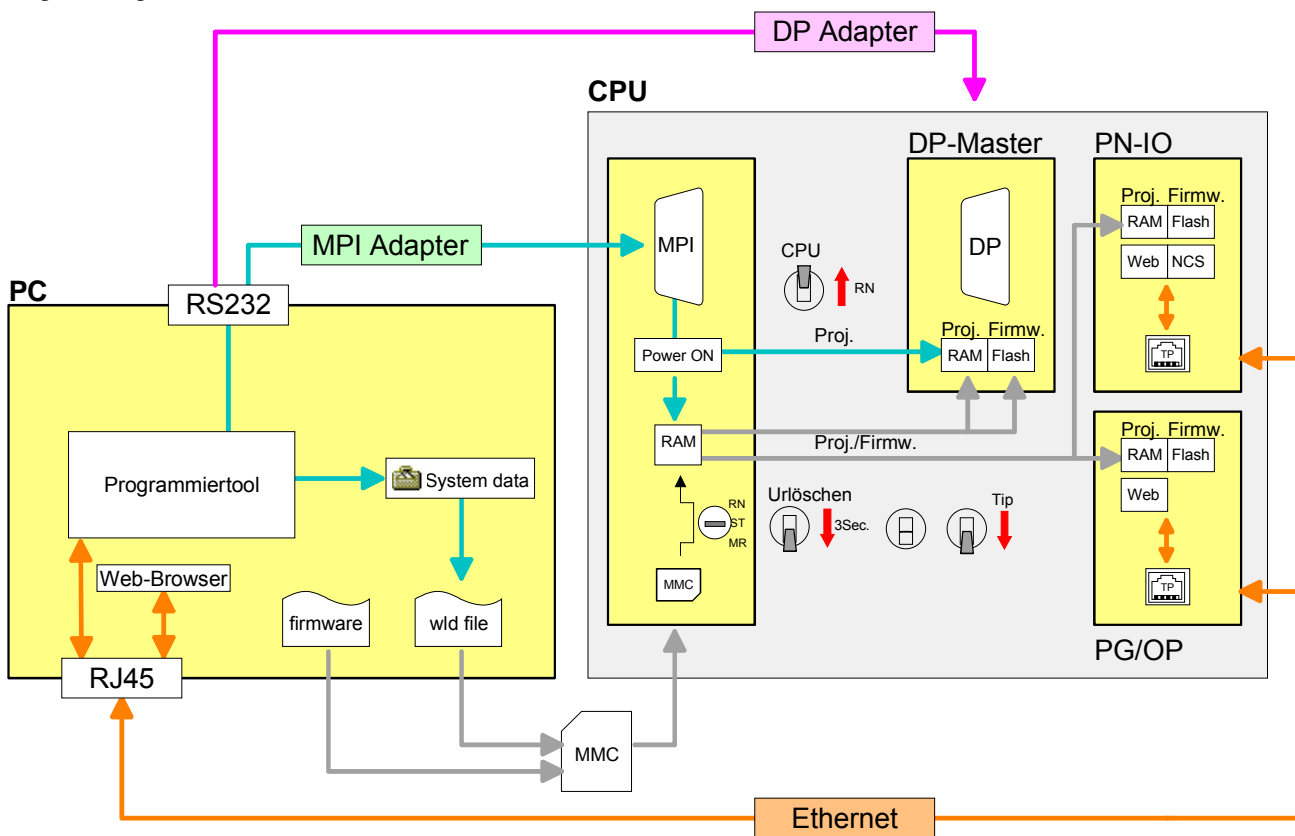 DP Adapter
CPU
DP-Master
PN-IO
MPI
CPU
RN
DP
Proj. Firmw.
RAM Flash
Web NCS
TP
MPI Adapter
PC
RS232
Power ON
Proj.
Proj. Firmw.
RAM Flash
Programmiertool
System data
RAM
Proj./Firmw.
Proj. Firmw.
RAM Flash
Web
TP
PG/OP
RN
ST
MR
Urlöschen
3Sec.
Tip
MMC
Web-Browser
firmware
wld file
RJ45
MMC
Ethernet